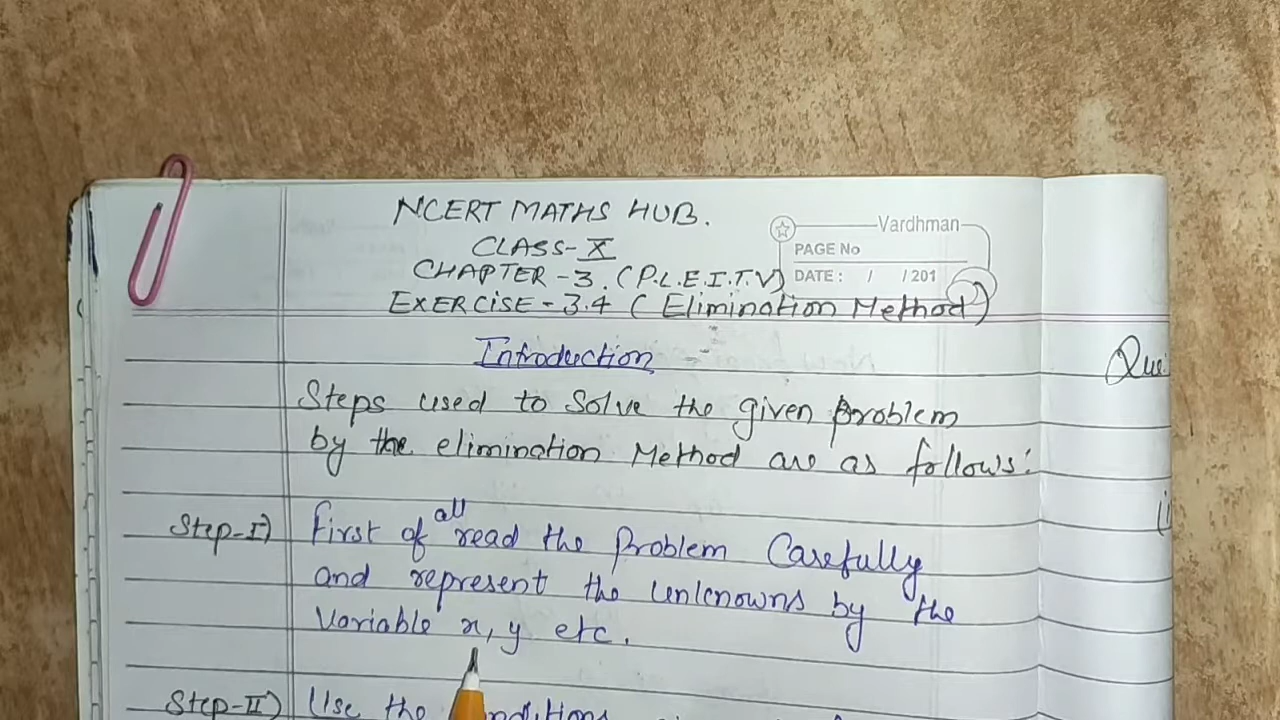 NCERT MATHS HUB.
CLASS-X
CHAPTER-3. (P.L.E.I.T.V)
EXERCISE-3.4 (Elimination Method)
Vardhman
PAGE No
DATE: / /201
Introduction
Steps used to Solve the given problem
by the elimination Method are as follows:
Step-I) First of all read the Problem Carefully
and represent the unknowns by the
Variable x, y etc.
Step-II) Use the